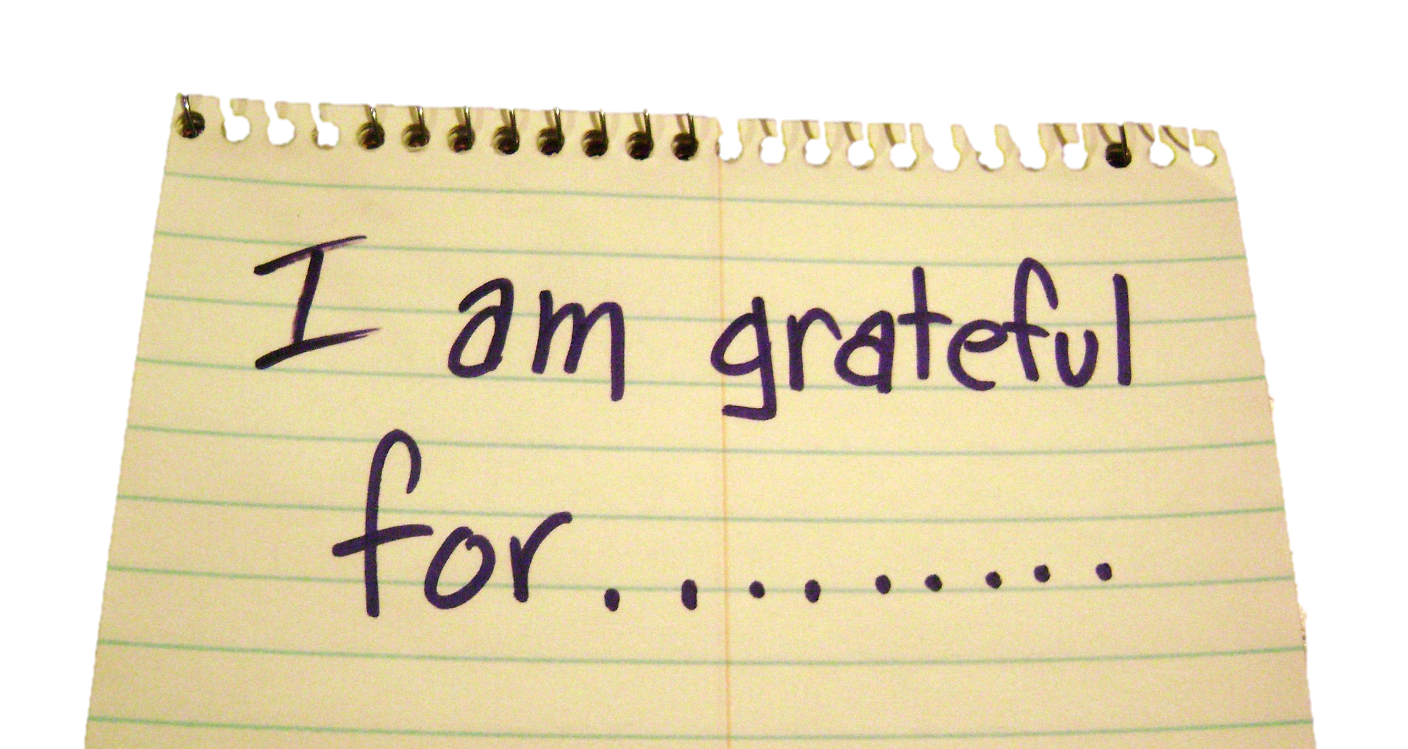 I am grateful
for.........